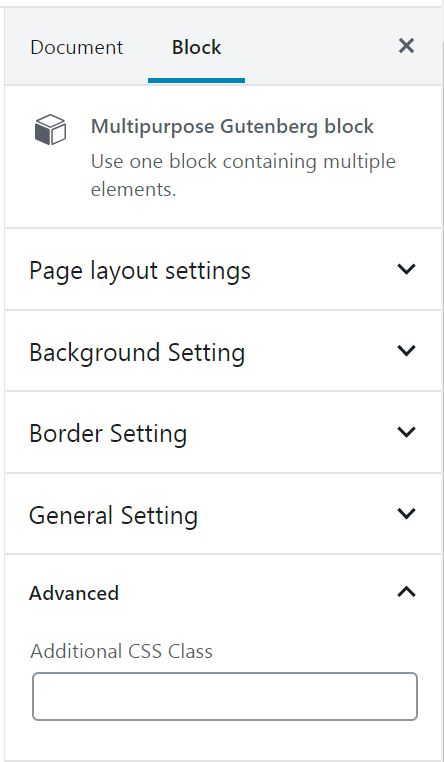 Document Block
Multipurpose Gutenberg block
Use one block containing multiple
elements.
Page layout settings
Background Setting
Border Setting
General Setting
Advanced
Additional CSS Class